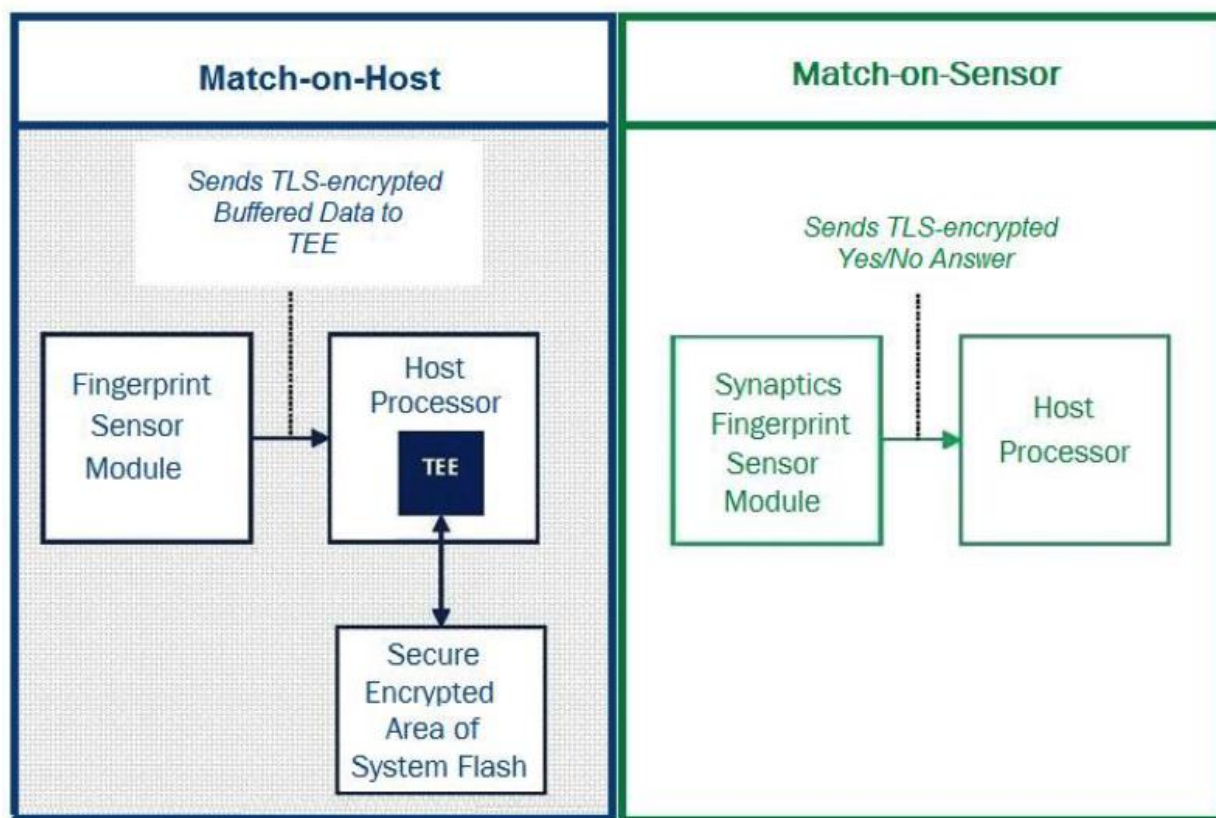 Match-on-Host
Sends TLS-encrypted
Buffered Data to
TEE
Fingerprint
Sensor
Module
Host
Processor
TEE
Secure
Encrypted
Area of
System Flash
Match-on-Sensor
Sends TLS-encrypted
Yes/No Answer
Synaptics
Fingerprint
Sensor
Module
Host
Processor